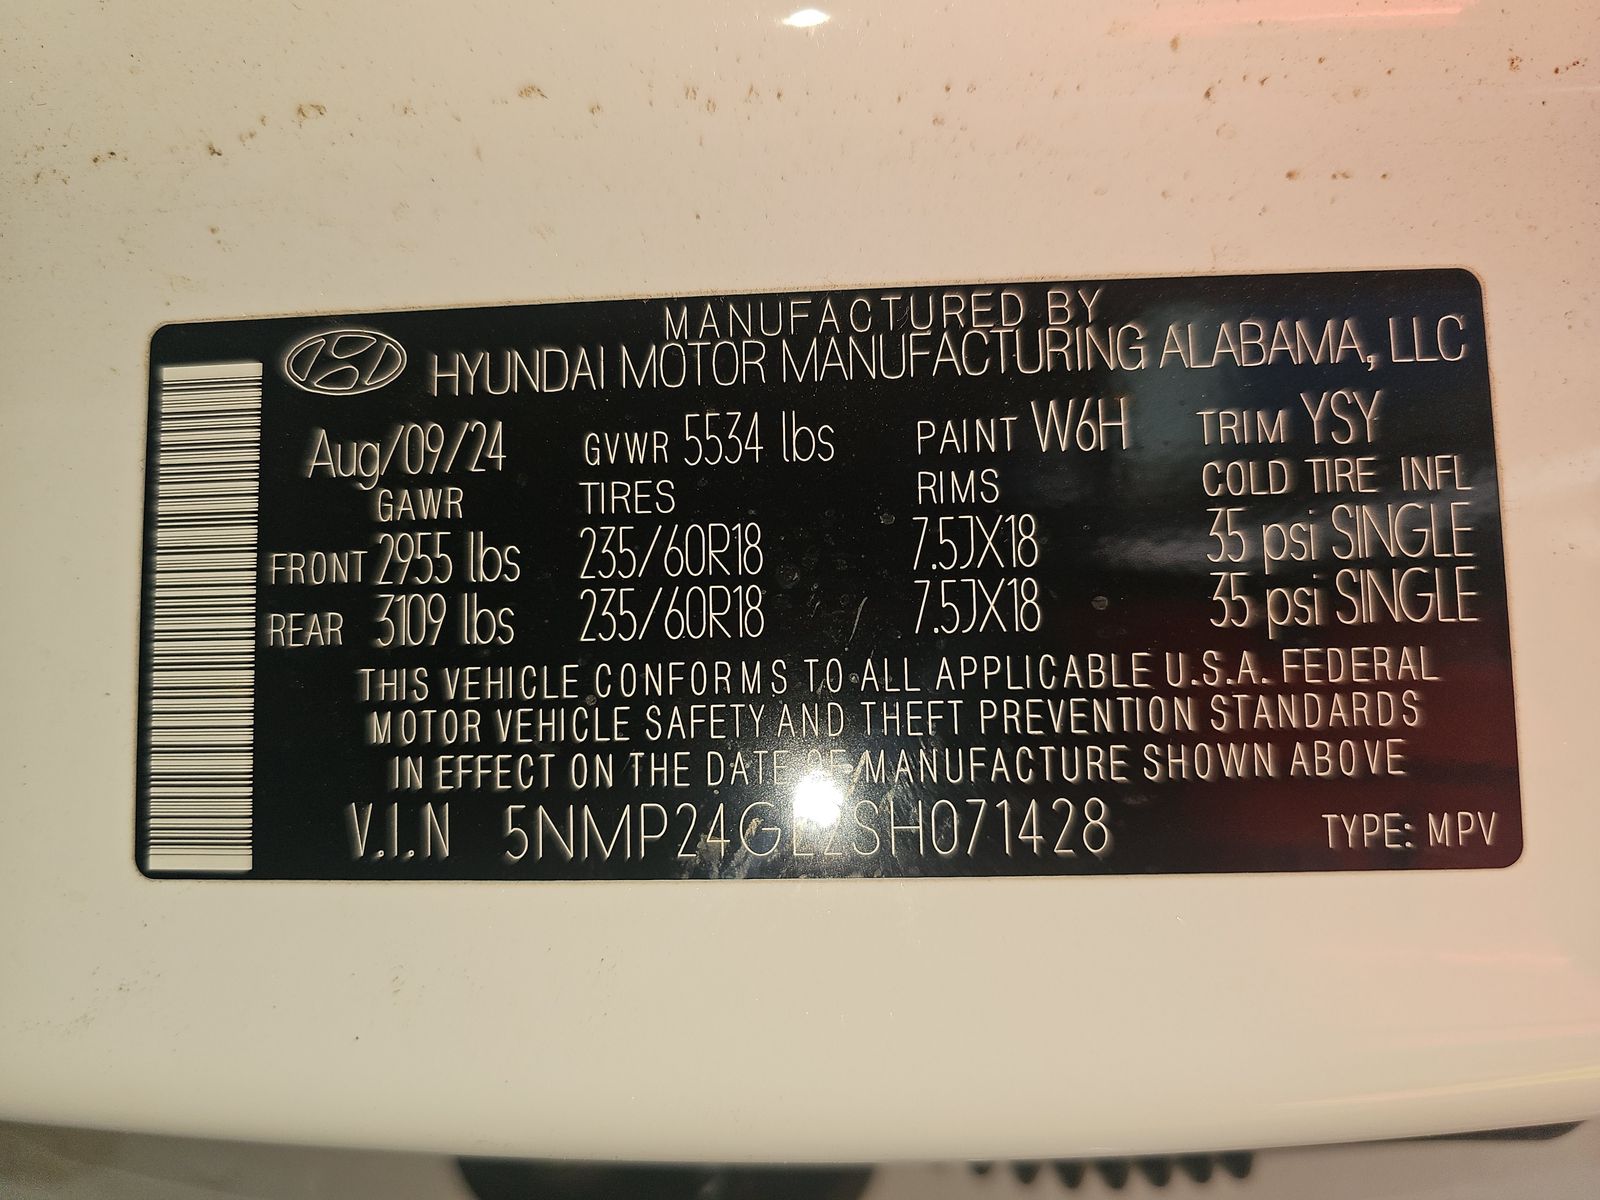 MANUFACTURED BY
HYUNDAI MOTOR MANUFACTURING ALABAMA, LLC
Aug/09/24 GVWR 5534 lbs PAINT W6H TRIM YSY
GAWR TIRES RIMS COLD TIRE INFL
FRONT 2955 lbs 235/60R18 7.5JX18 35 psi SINGLE
REAR 3109 lbs 235/60R18 7.5JX18 35 psi SINGLE
THIS VEHICLE CONFORMS TO ALL APPLICABLE U.S.A. FEDERAL
MOTOR VEHICLE SAFETY AND THEFT PREVENTION STANDARDS
IN EFFECT ON THE DATE OF MANUFACTURE SHOWN ABOVE
V.I.N 5NMP24GL2SH071428 TYPE: MPV